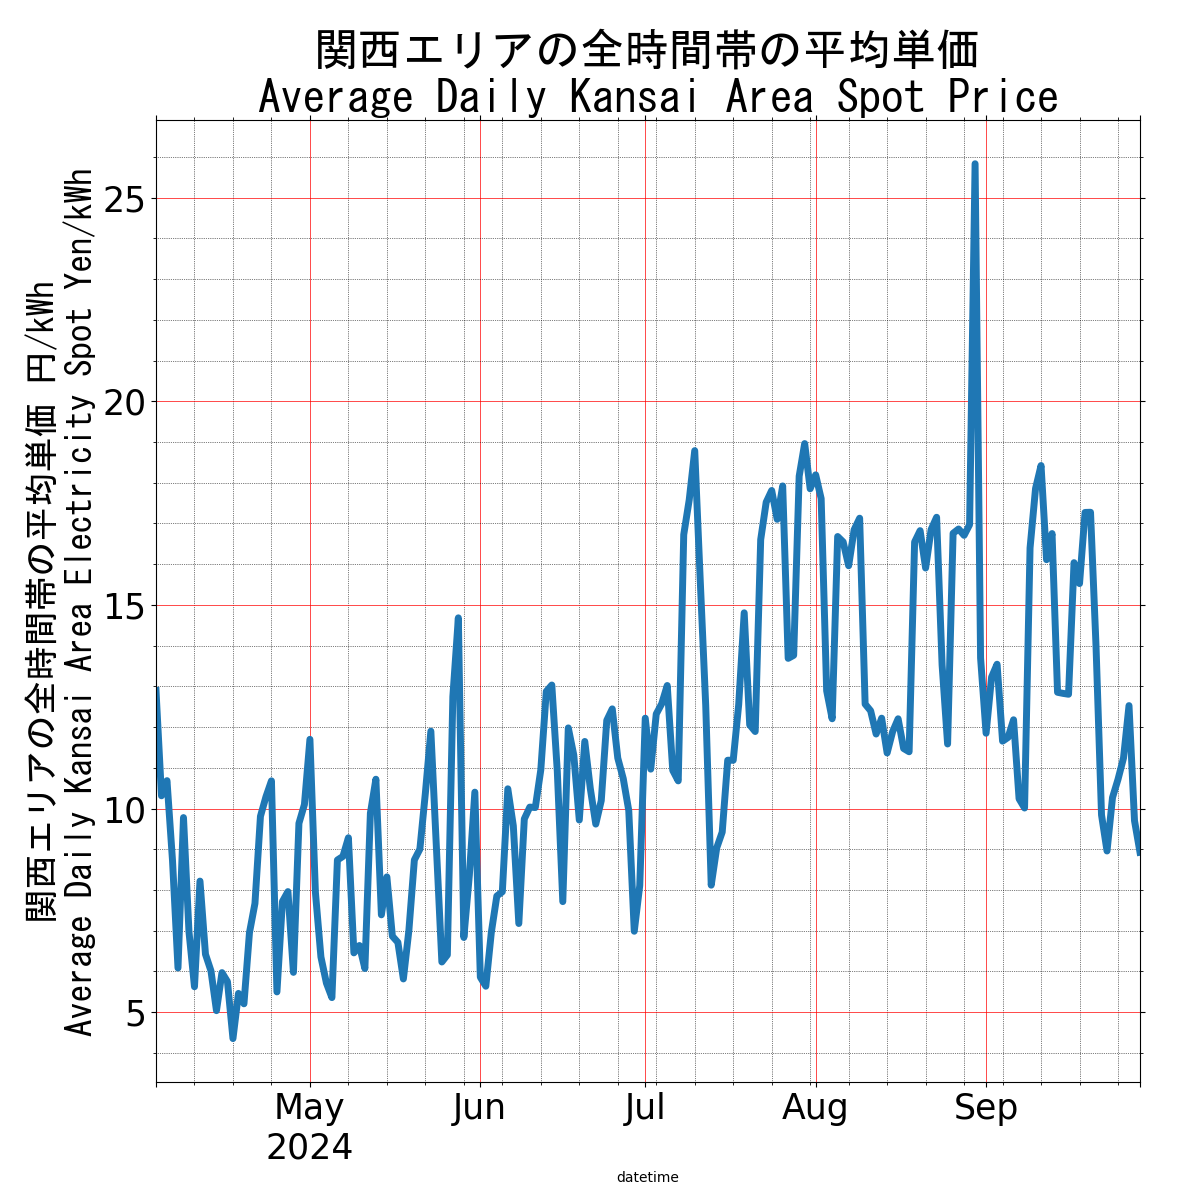 関西エリアの全時間帯の平均単価
Average Daily Kansai Area Spot Price
関西エリアの全時間帯の平均単価 円/kWh
Average Daily Kansai Area Electricity Spot Yen/kWh
25
20
15
10
5
May
2024
Jun
Jul
Aug
Sep
datetime